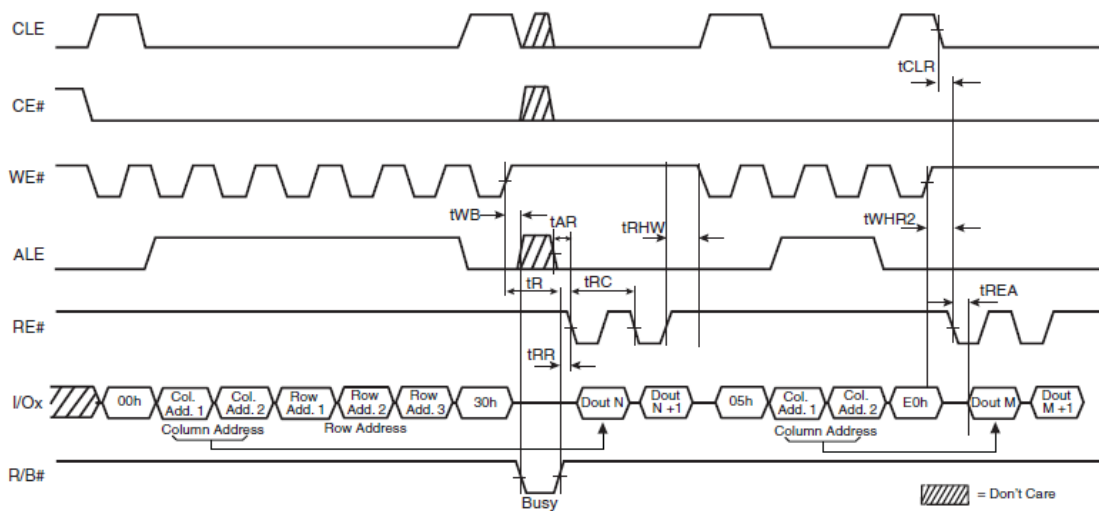 CLE
tCLR
CE#
WE#
tWB
tAR
tRHW
tWHR2
ALE
tR
tRC
tREA
RE#
tRR
I/Ox
00h
Col.
Add. 1
Col.
Add. 2
Row
Add. 1
Row
Add. 2
Row
Add. 3
30h
Dout N
Dout
N +1
05h
Col.
Add. 1
Col.
Add. 2
E0h
Dout M
Dout
M +1
Column Address
Row Address
Column Address
R/B#
Busy
= Don't Care